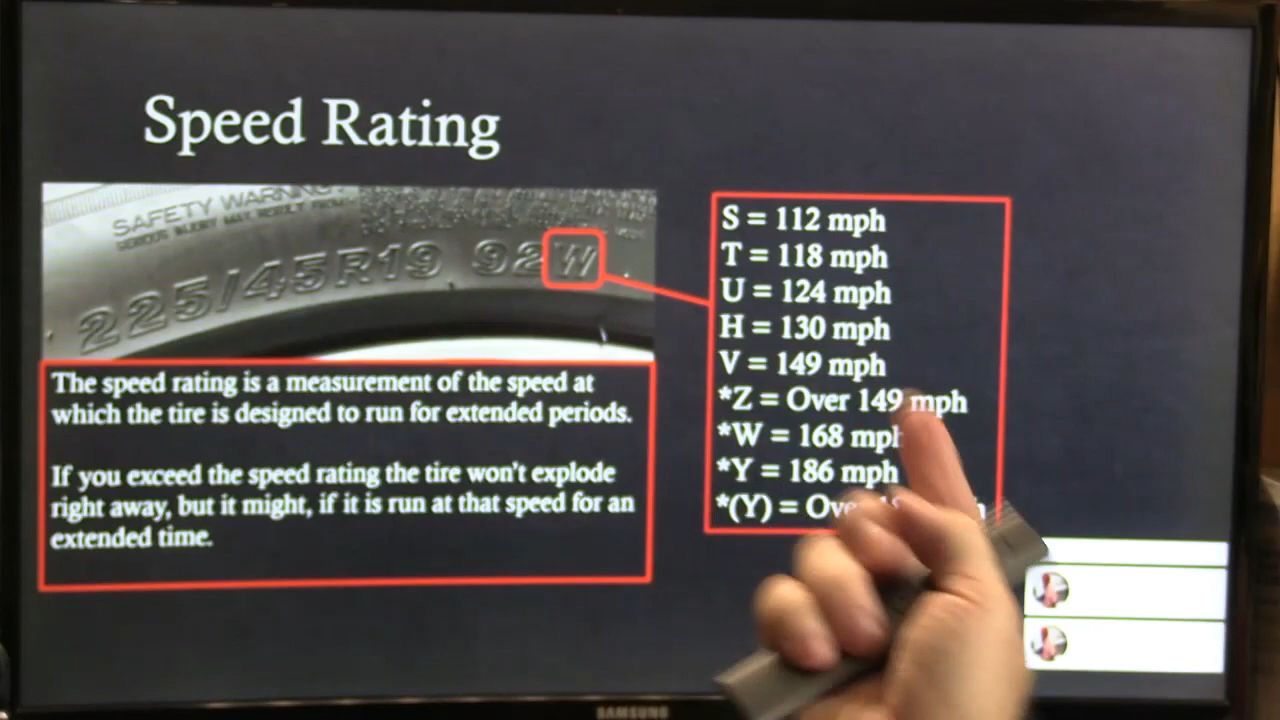 Speed Rating
SAFETY WARNING:
225/45R19 92W
The speed rating is a measurement of the speed at
which the tire is designed to run for extended periods.
If you exceed the speed rating the tire won't explode
right away, but it might, if it is run at that speed for an
extended time.
S = 112 mph
T = 118 mph
U = 124 mph
H = 130 mph
V = 149 mph
*Z = Over 149 mph
*W = 168 mph
*Y = 186 mph
*(Y) =
SAMSUNG